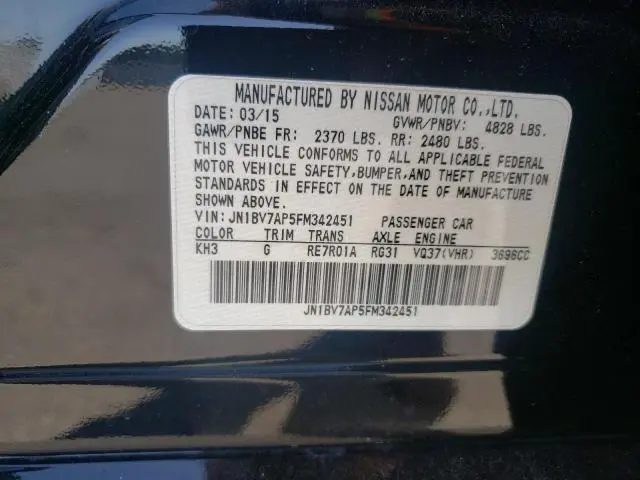 MANUFACTURED BY NISSAN MOTOR CO.,LTD.
DATE: 03/15 GVWR/PNBV: 4828 LBS.
GAWR/PNBE FR: 2370 LBS. RR: 2480 LBS.
THIS VEHICLE CONFORMS TO ALL APPLICABLE FEDERAL
MOTOR VEHICLE SAFETY,BUMPER,AND THEFT PREVENTION
STANDARDS IN EFFECT ON THE DATE OF MANUFACTURE
SHOWN ABOVE.
VIN: JN1BV7AP5FM342451 PASSENGER CAR
COLOR TRIM TRANS AXLE ENGINE
KH3 G RE7R01A RG31 VQ37(VHR) 3696CC
JN1BV7AP5FM342451